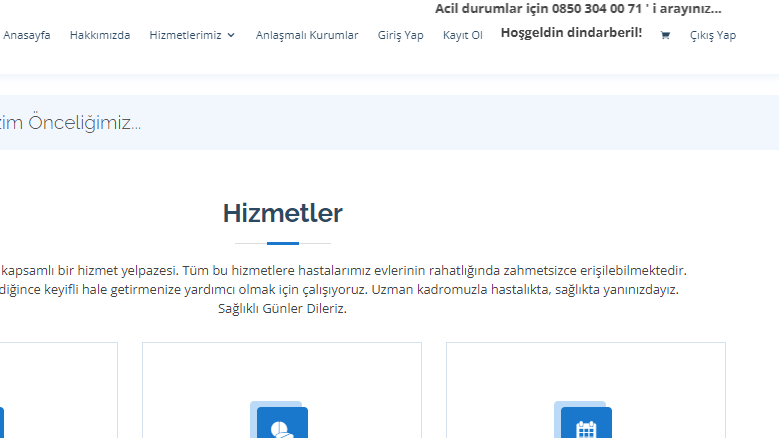 Acil durumlar için 0850 304 00 71 ' i arayınız...
Anasayfa Hakkımızda Hizmetlerimiz Anlaşmalı Kurumlar Giriş Yap Kayıt Ol Hoşgeldin dindarberil! Çıkış Yap
Önceliğimiz...
Hizmetler
kapsamlı bir hizmet yelpazesi. Tüm bu hizmetlere hastalarımız evlerinin rahatlığında zahmetsizce erişilebilmektedir.
diğince keyifli hale getirmenize yardımcı olmak için çalışıyoruz. Uzman kadromuzla hastalıkta, sağlıkta yanınızdayız.
Sağlıklı Günler Dileriz.